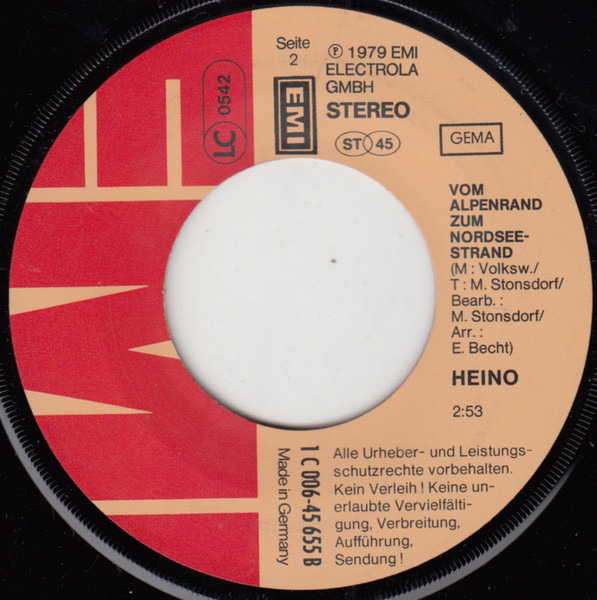 Seite
2
℗ 1979 EMI
ELECTROLA
GMBH
STEREO
ST 45
LC 0542
EMI
GEMA
VOM
ALPENRAND
ZUM
NORDSEE-
STRAND
(M : Volksw./
T : M. Stonsdorf/
Bearb. :
M. Stonsdorf/
Arr. :
E. Becht)
HEINO
2:53
1 C 006-45 655 B
Made in Germany
Alle Urheber- und Leistungs-
schutzrechte vorbehalten.
Kein Verleih ! Keine un-
erlaubte Vervielfälti-
gung, Verbreitung,
Aufführung,
Sendung !
EMI